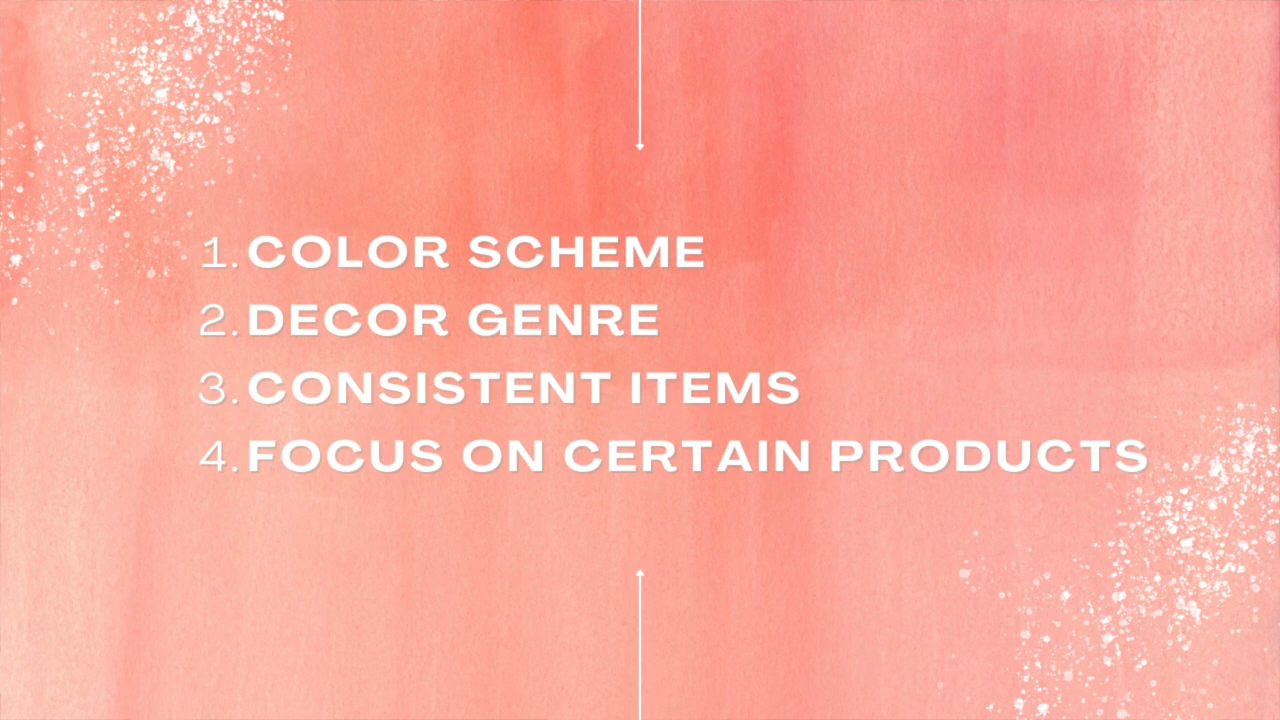 1. COLOR SCHEME
2. DECOR GENRE
3. CONSISTENT ITEMS
4. FOCUS ON CERTAIN PRODUCTS